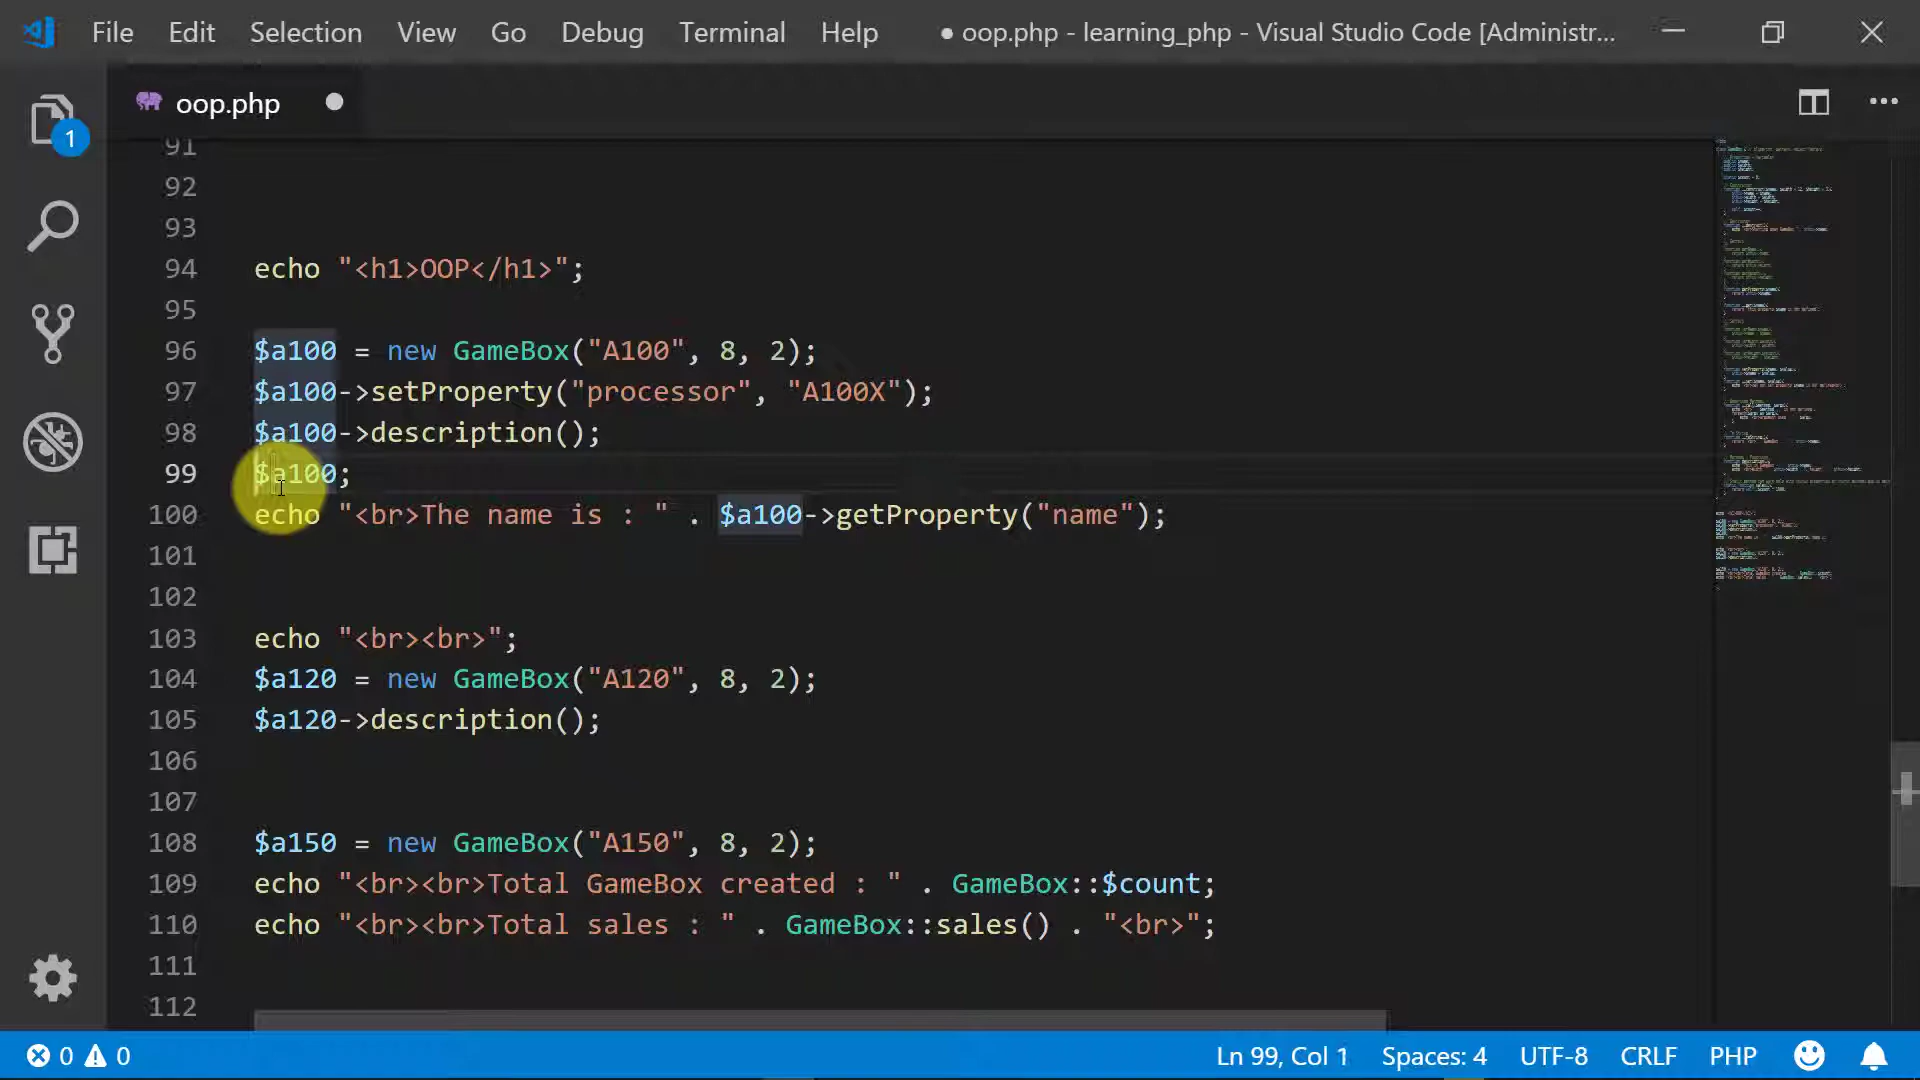 File Edit Selection View Go Debug Terminal Help ● oop.php - learning_php - Visual Studio Code [Administr...
oop.php
1
91
92
93
94 echo "<h1>OOP</h1>";
95
96 $a100 = new GameBox("A100", 8, 2);
97 $a100->setProperty("processor", "A100X");
98 $a100->description();
99 $a100;
100 echo "<br>The name is : " . $a100->getProperty("name");
101
102
103 echo "<br><br>";
104 $a120 = new GameBox("A120", 8, 2);
105 $a120->description();
106
107
108 $a150 = new GameBox("A150", 8, 2);
109 echo "<br><br>Total GameBox created : " . GameBox::$count;
110 echo "<br><br>Total sales : " . GameBox::sales() . "<br>";
111
112
0 0 Ln 99, Col 1 Spaces: 4 UTF-8 CRLF PHP